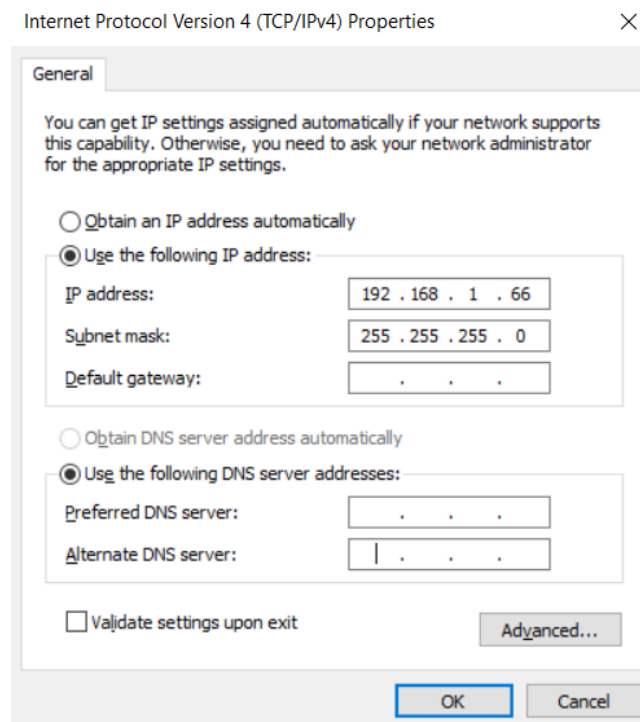 Internet Protocol Version 4 (TCP/IPv4) Properties
General
You can get IP settings assigned automatically if your network supports
this capability. Otherwise, you need to ask your network administrator
for the appropriate IP settings.
Obtain an IP address automatically
Use the following IP address:
IP address: 192 . 168 . 1 . 66
Subnet mask: 255 . 255 . 255 . 0
Default gateway: . . .
Obtain DNS server address automatically
Use the following DNS server addresses:
Preferred DNS server: . . .
Alternate DNS server: . . .
Validate settings upon exit
Advanced...
OK Cancel